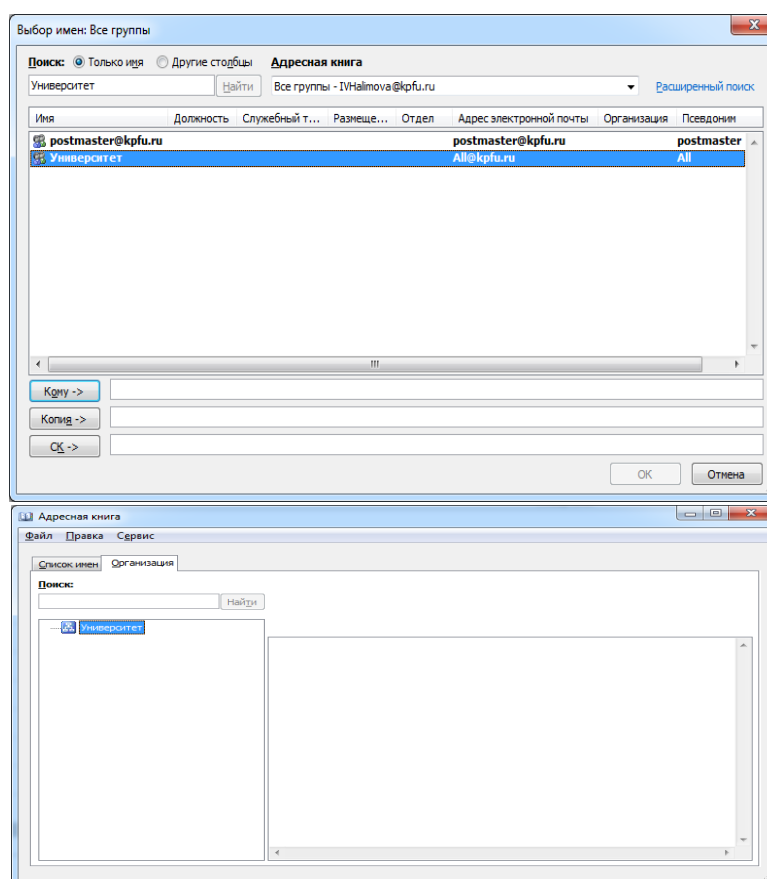 Выбор имен: Все группы
Поиск: Только имя Другие столбцы Адресная книга
Университет Найти Все группы - IVHalimova@kpfu.ru Расширенный поиск
Имя Должность Служебный т... Размеще... Отдел Адрес электронной почты Организация Псевдоним
postmaster@kpfu.ru postmaster@kpfu.ru postmaster
Университет All@kpfu.ru All
Кому ->
Копия ->
СК ->
ОК Отмена
Адресная книга
Файл Правка Сервис
Список имен Организация
Поиск:
Найти
Университет